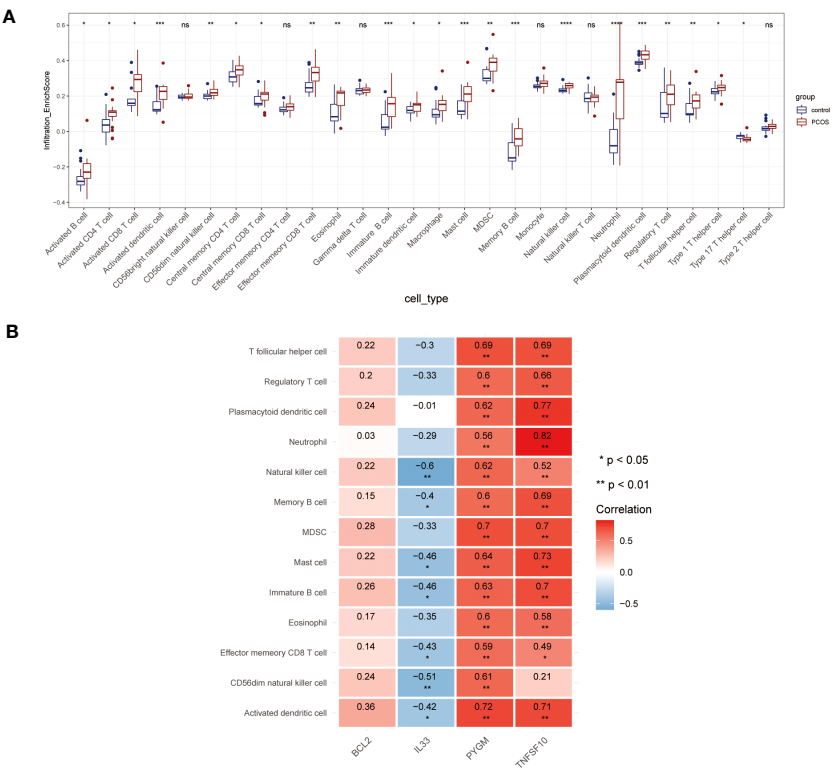 A
* * * *** ns ** * * ns ** ** ns *** * * *** ** *** ns **** ns **** *** ** ** * * ns
0.6
0.4
0.2
0.0
−0.4
Infiltration_EnrichScore
group
control
PCOS
Activated B cell
Activated CD4 T cell
Activated CD8 T cell
Activated dendritic cell
CD56bright natural killer cell
CD56dim natural killer cell
Central memory CD4 T cell
Central memory CD8 T cell
Effector memeory CD4 T cell
Effector memeory CD8 T cell
Eosinophil
Gamma delta T cell
Immature B cell
Immature dendritic cell
Macrophage
Mast cell
MDSC
Memory B cell
Monocyte
Natural killer cell
Natural killer T cell
Neutrophil
Plasmacytoid dendritic cell
Regulatory T cell
T follicular helper cell
Type 1 T helper cell
Type 17 T helper cell
Type 2 T helper cell
cell_type
B
T follicular helper cell 0.22 −0.3 0.69 0.69
** **
Regulatory T cell 0.2 −0.33 0.6 0.66
** **
Plasmacytoid dendritic cell 0.24 −0.01 0.62 0.77
** **
Neutrophil 0.03 −0.29 0.56 0.82
** **
Natural killer cell 0.22 −0.6 0.62 0.52
** ** **
Memory B cell 0.15 −0.4 0.6 0.69
* ** **
MDSC 0.28 −0.33 0.7 0.7
** **
Mast cell 0.22 −0.46 0.64 0.73
* ** **
Immature B cell 0.26 −0.46 0.63 0.7
* ** **
Eosinophil 0.17 −0.35 0.6 0.58
** **
Effector memeory CD8 T cell 0.14 −0.43 0.59 0.49
* ** *
CD56dim natural killer cell 0.24 −0.51 0.61 0.21
** **
Activated dendritic cell 0.36 −0.42 0.72 0.71
* ** **
BCL2 IL33 PYGM TNFSF10
* p < 0.05
** p < 0.01
Correlation
0.5
0.0
−0.5